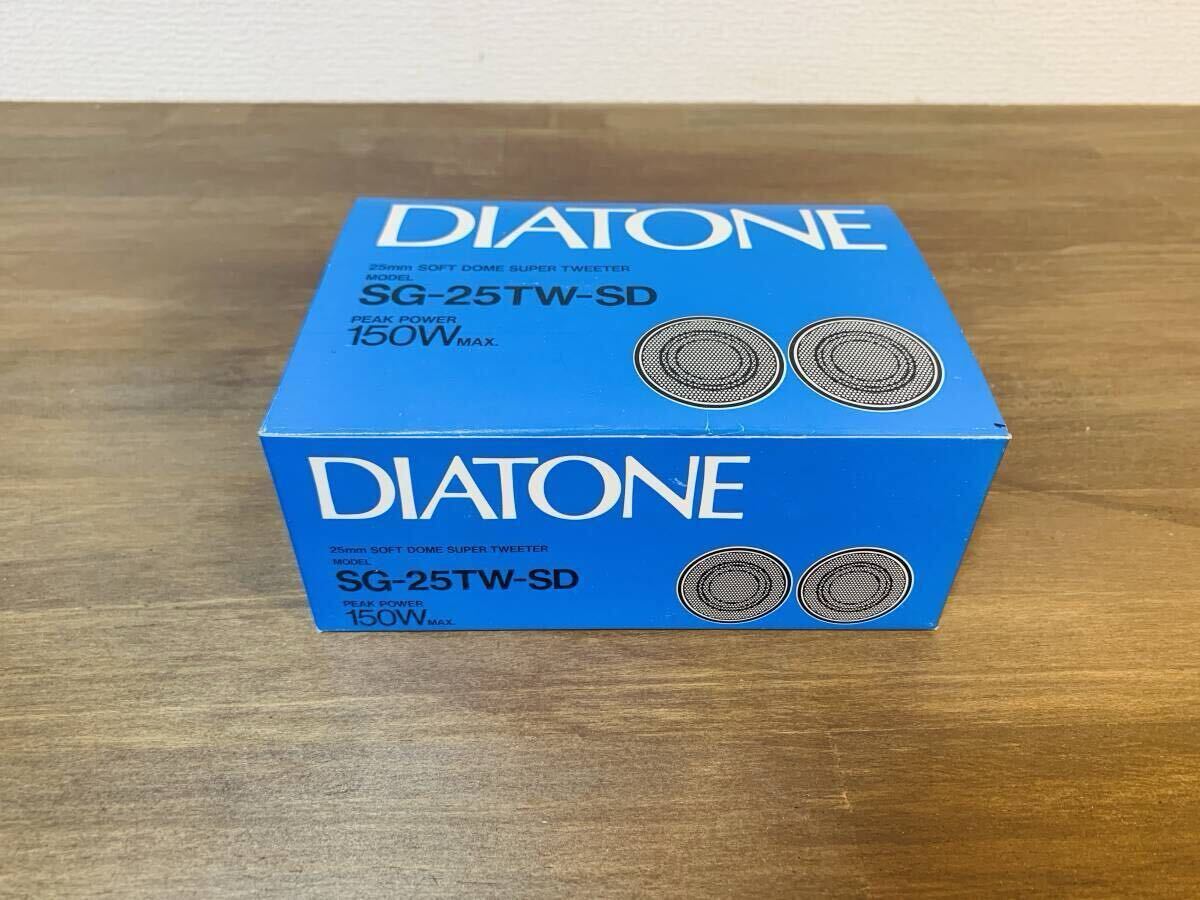 DIATONE
25mm SOFT DOME SUPER TWEETER
MODEL
SG-25TW-SD
PEAK POWER
150W MAX.
DIATONE
25mm SOFT DOME SUPER TWEETER
MODEL
SG-25TW-SD
PEAK POWER
150W MAX.